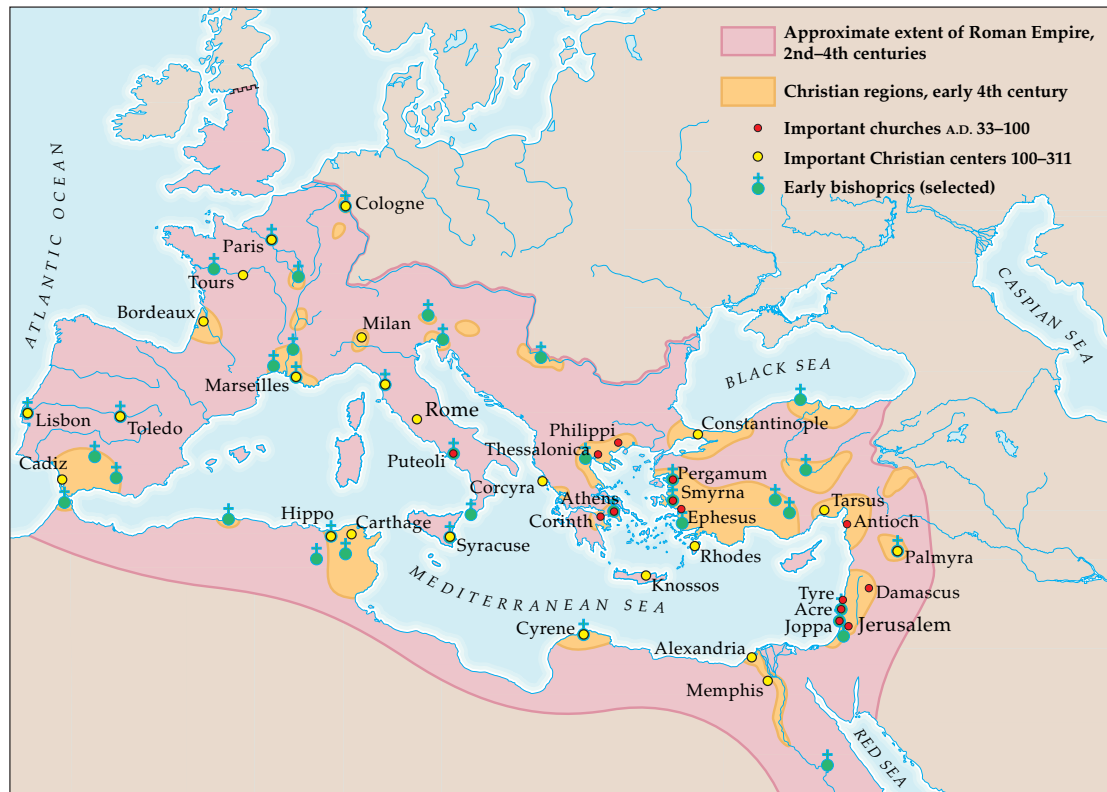 Approximate extent of Roman Empire,
2nd–4th centuries
Christian regions, early 4th century
Important churches A.D. 33–100
Important Christian centers 100–311
Early bishoprics (selected)
ATLANTIC OCEAN
Cologne
Paris
Tours
Bordeaux
Milan
CASPIAN SEA
BLACK SEA
Marseilles
Lisbon
Toledo
Rome
Constantinople
Philippi
Thessalonica
Cadiz
Puteoli
Pergamum
Corcyra
Athens
Smyrna
Tarsus
Hippo
Carthage
Corinth
Ephesus
Antioch
Syracuse
Rhodes
Palmyra
MEDITERRANEAN SEA
Knossos
Tyre
Damascus
Acre
Joppa
Jerusalem
Cyrene
Alexandria
Memphis
RED SEA